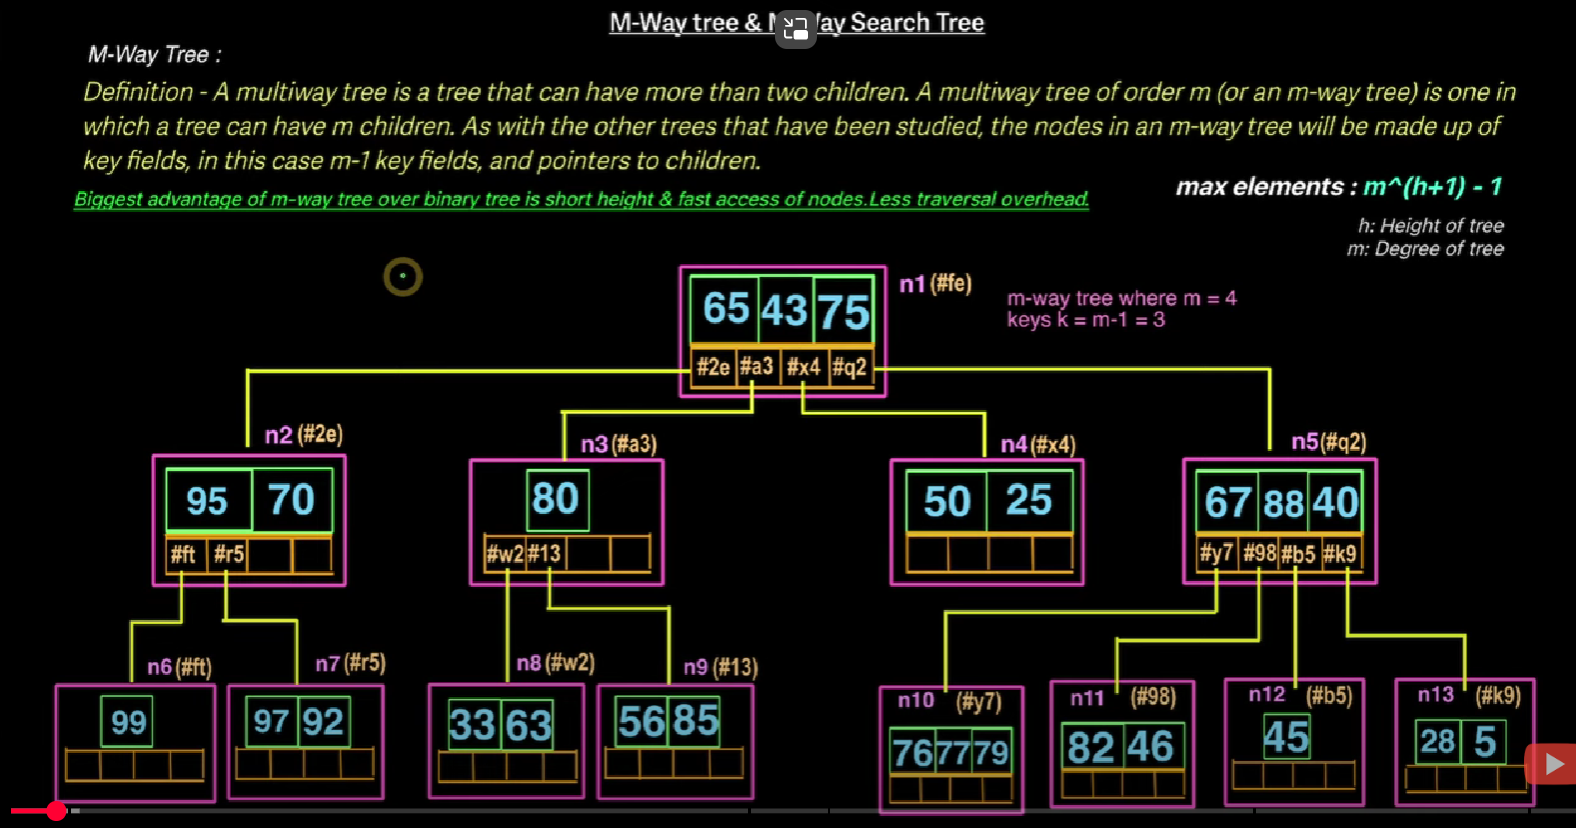 M-Way tree & M-Way Search Tree
M-Way Tree :
Definition - A multiway tree is a tree that can have more than two children. A multiway tree of order m (or an m-way tree) is one in
which a tree can have m children. As with the other trees that have been studied, the nodes in an m-way tree will be made up of
key fields, in this case m-1 key fields, and pointers to children.
Biggest advantage of m-way tree over binary tree is short height & fast access of nodes.Less traversal overhead.
max elements : m^(h+1) - 1
h: Height of tree
m: Degree of tree
n1 (#fe)
65 43 75
#2e #a3 #x4 #q2
m-way tree where m = 4
keys k = m-1 = 3
n2 (#2e)
95 70
#ft #r5
n3 (#a3)
80
#w2 #13
n4 (#x4)
50 25
n5 (#q2)
67 88 40
#y7 #98 #b5 #k9
n6 (#ft)
99
n7 (#r5)
97 92
n8 (#w2)
33 63
n9 (#13)
56 85
n10 (#y7)
76 77 79
n11 (#98)
82 46
n12 (#b5)
45
n13 (#k9)
28 5